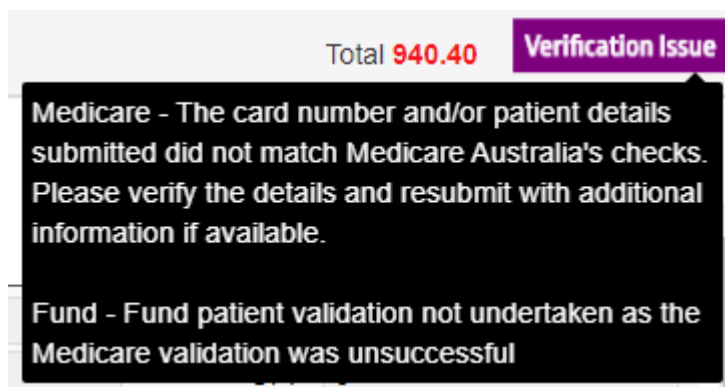 Total 940.40 Verification Issue
Medicare - The card number and/or patient details
submitted did not match Medicare Australia's checks.
Please verify the details and resubmit with additional
information if available.
Fund - Fund patient validation not undertaken as the
Medicare validation was unsuccessful